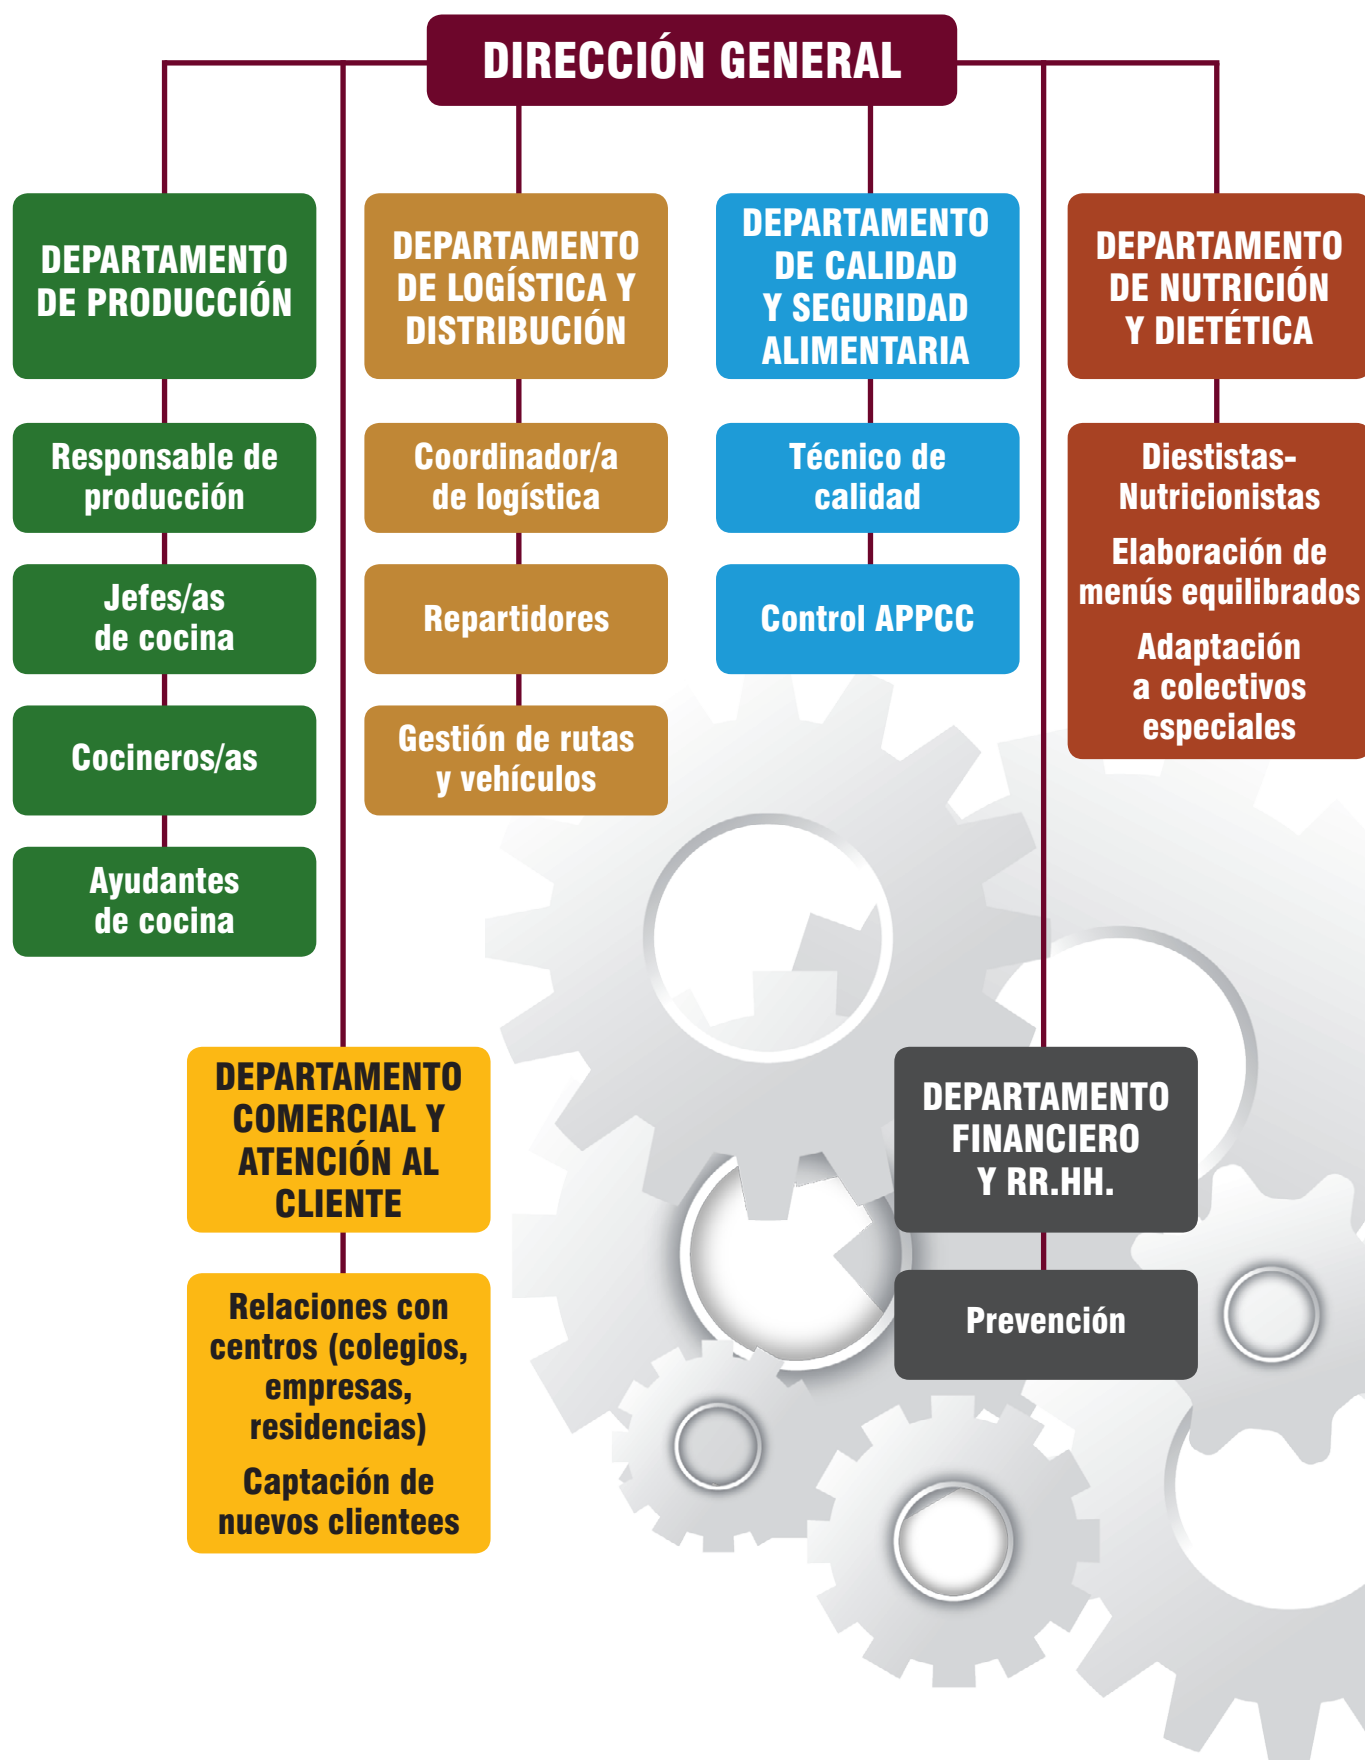 DIRECCIÓN GENERAL
DEPARTAMENTO
DE PRODUCCIÓN
Responsable de
producción
Jefes/as
de cocina
Cocineros/as
Ayudantes
de cocina
DEPARTAMENTO
DE LOGÍSTICA Y
DISTRIBUCIÓN
Coordinador/a
de logística
Repartidores
Gestión de rutas
y vehículos
DEPARTAMENTO
DE CALIDAD
Y SEGURIDAD
ALIMENTARIA
Técnico de
calidad
Control APPCC
DEPARTAMENTO
DE NUTRICIÓN
Y DIETÉTICA
Diestistas-
Nutricionistas
Elaboración de
menús equilibrados
Adaptación
a colectivos
especiales
DEPARTAMENTO
COMERCIAL Y
ATENCIÓN AL
CLIENTE
Relaciones con
centros (colegios,
empresas,
residencias)
Captación de
nuevos clientees
DEPARTAMENTO
FINANCIERO
Y RR.HH.
Prevención